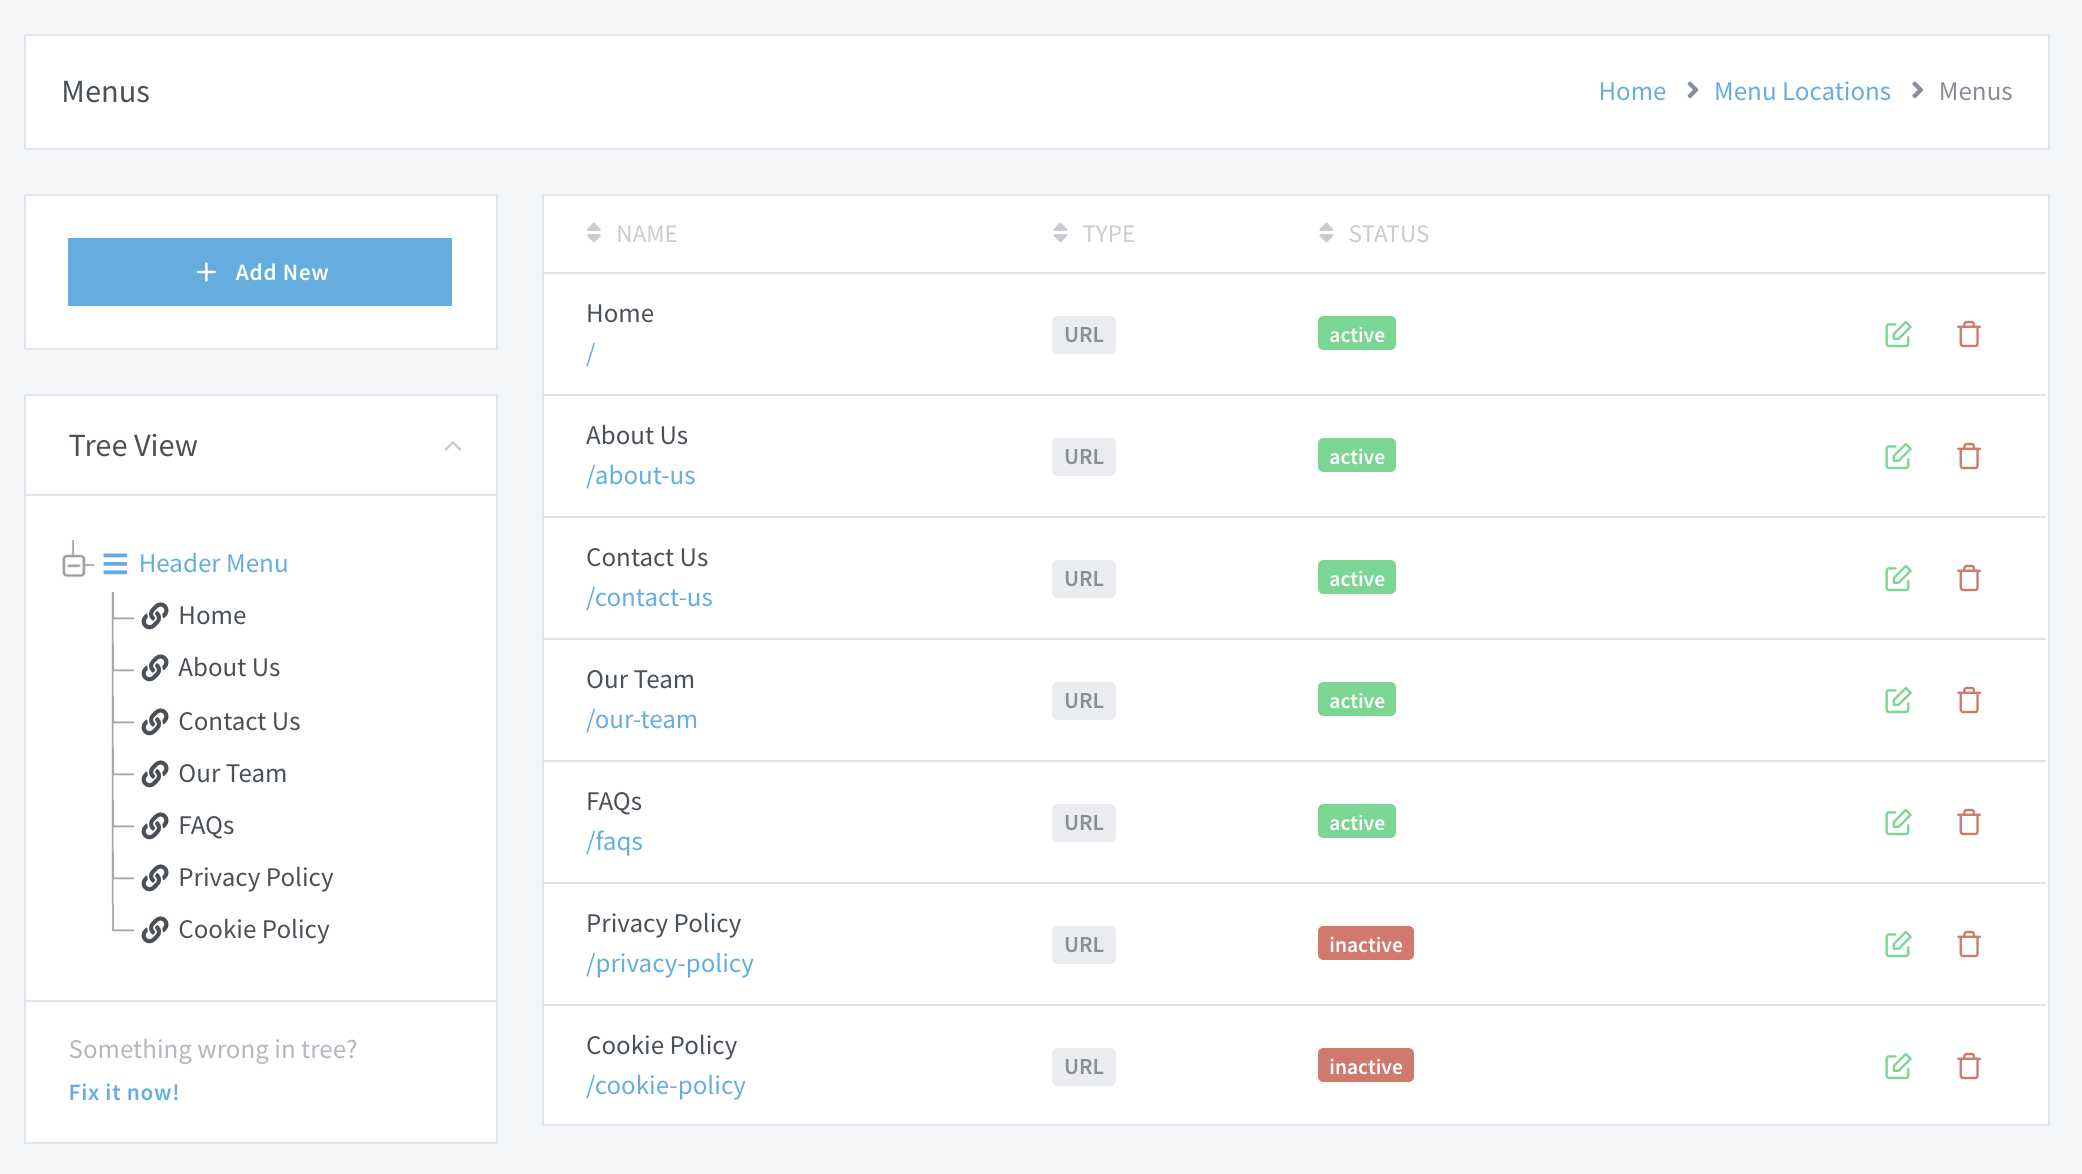 Menus
Home > Menu Locations > Menus
+ Add New
Tree View
Header Menu
Home
About Us
Contact Us
Our Team
FAQs
Privacy Policy
Cookie Policy
Something wrong in tree?
Fix it now!
NAME TYPE STATUS
Home
/
URL active
About Us
/about-us
URL active
Contact Us
/contact-us
URL active
Our Team
/our-team
URL active
FAQs
/faqs
URL active
Privacy Policy
/privacy-policy
URL inactive
Cookie Policy
/cookie-policy
URL inactive